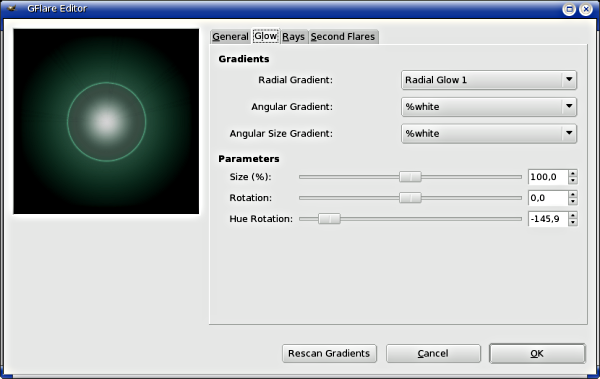 GFlare Editor
General Glow Rays Second Flares
Gradients
Radial Gradient: Radial Glow 1
Angular Gradient: %white
Angular Size Gradient: %white
Parameters
Size (%): 100,0
Rotation: 0,0
Hue Rotation: -145,9
Rescan Gradients Cancel OK